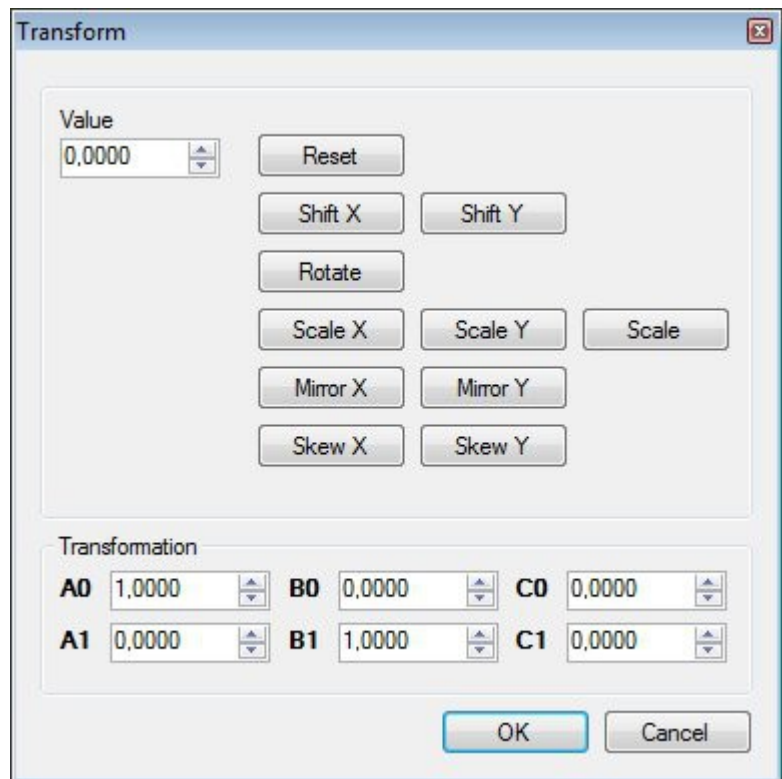 Transform
Value
0,0000 Reset
Shift X Shift Y
Rotate
Scale X Scale Y Scale
Mirror X Mirror Y
Skew X Skew Y
Transformation
A0 1,0000 B0 0,0000 C0 0,0000
A1 0,0000 B1 1,0000 C1 0,0000
OK Cancel